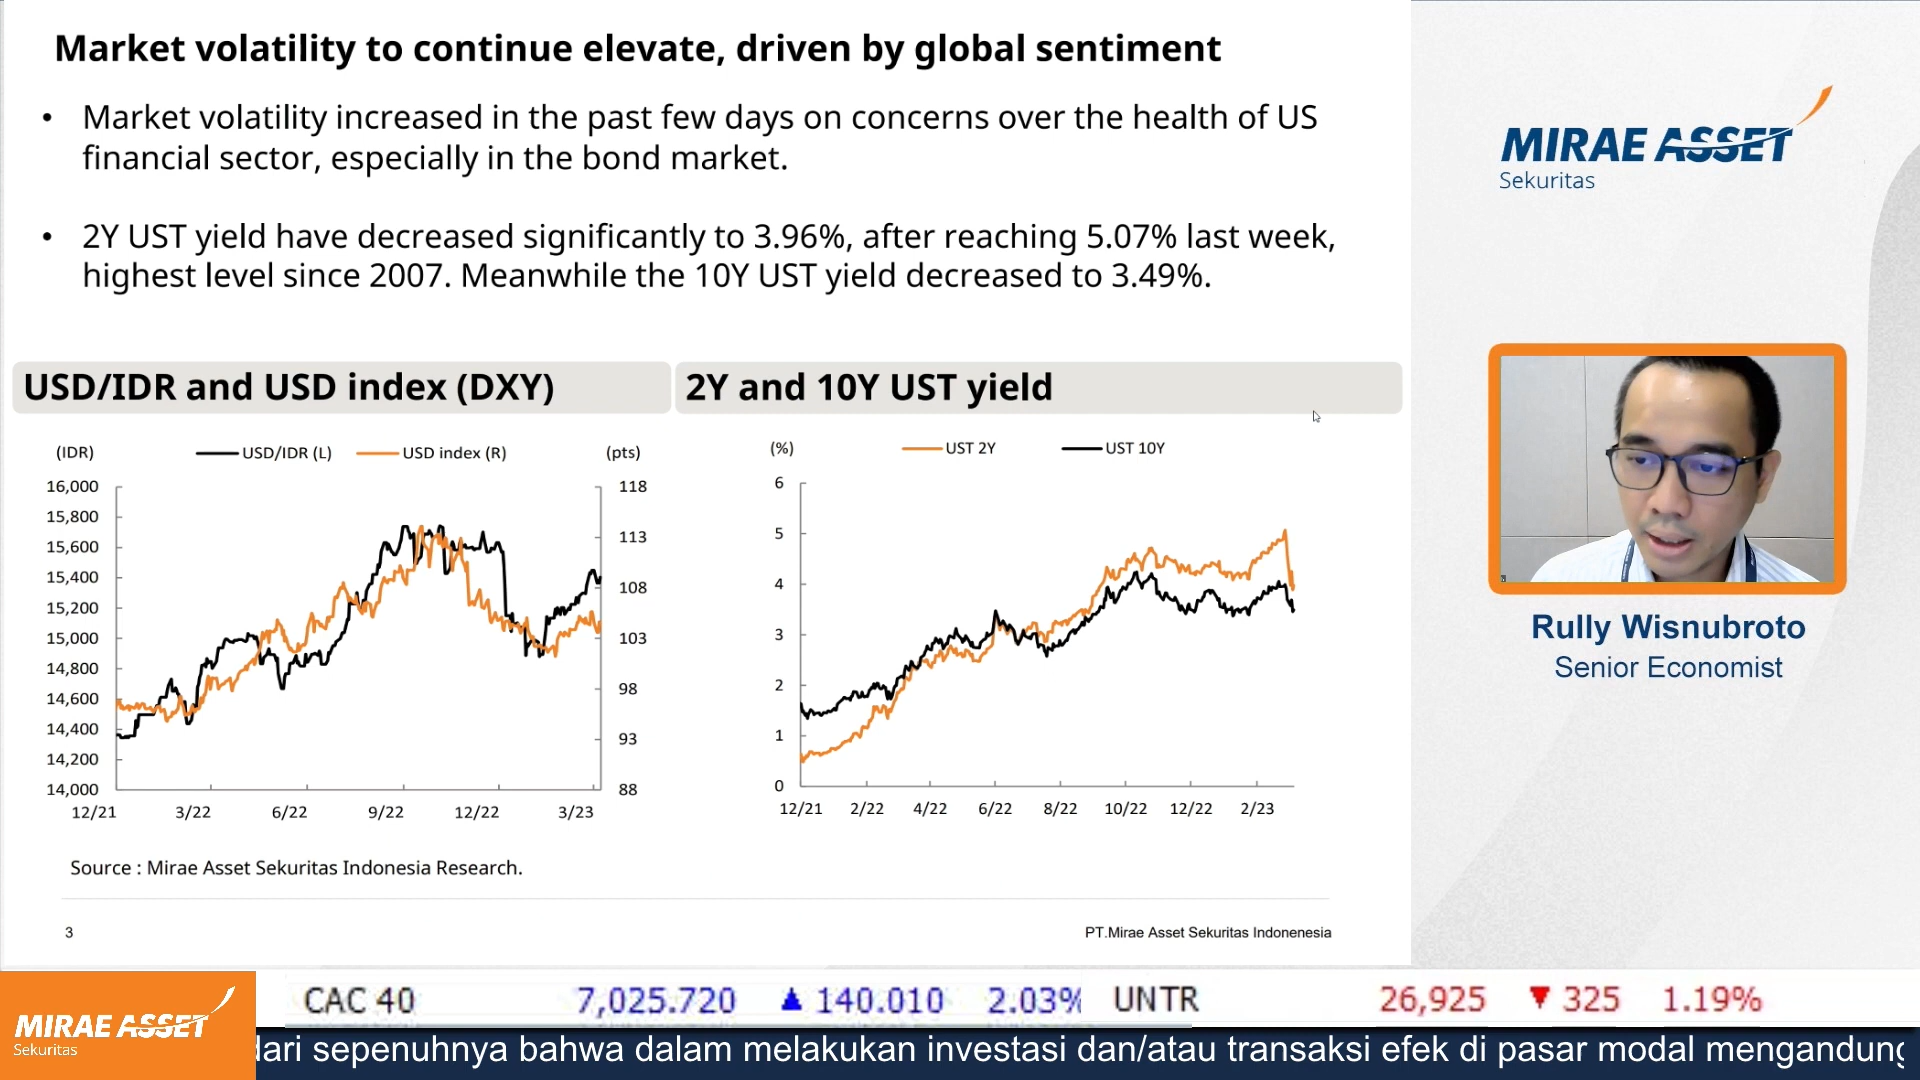 Market volatility to continue elevate, driven by global sentiment
• Market volatility increased in the past few days on concerns over the health of US
financial sector, especially in the bond market.
• 2Y UST yield have decreased significantly to 3.96%, after reaching 5.07% last week,
highest level since 2007. Meanwhile the 10Y UST yield decreased to 3.49%.
USD/IDR and USD index (DXY)
(IDR) USD/IDR (L) USD index (R) (pts)
16,000 118
15,800
15,600 113
15,400
15,200 108
15,000 103
14,800
14,600 98
14,400
14,200 93
14,000 88
12/21 3/22 6/22 9/22 12/22 3/23
2Y and 10Y UST yield
(%) UST 2Y UST 10Y
6
5
4
3
2
1
0
12/21 2/22 4/22 6/22 8/22 10/22 12/22 2/23
Source : Mirae Asset Sekuritas Indonesia Research.
3 PT.Mirae Asset Sekuritas Indonenesia
MIRAE ASSET
Sekuritas
Rully Wisnubroto
Senior Economist
CAC 40 7,025.720 ▲ 140.010 2.03% UNTR 26,925 ▼ 325 1.19%
MIRAE ASSET
Sekuritas
dari sepenuhnya bahwa dalam melakukan investasi dan/atau transaksi efek di pasar modal mengandung